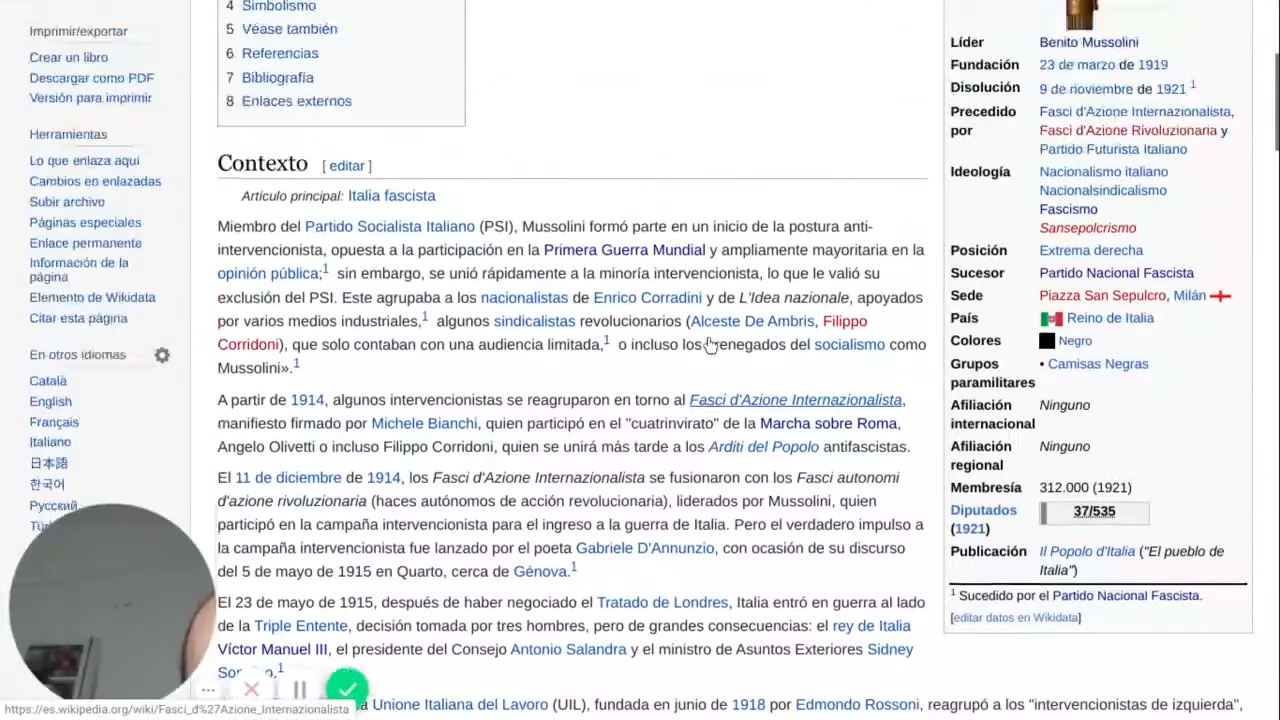 Imprimir/exportar
Crear un libro
Descargar como PDF
Versión para imprimir
Herramientas
Lo que enlaza aquí
Cambios en enlazadas
Subir archivo
Páginas especiales
Enlace permanente
Información de la
página
Elemento de Wikidata
Citar esta página
En otros idiomas
Català
English
Français
Italiano
日本語
한국어
Русский
4 Simbolismo
5 Véase también
6 Referencias
7 Bibliografía
8 Enlaces externos
Contexto [ editar ]
Artículo principal: Italia fascista
Miembro del Partido Socialista Italiano (PSI), Mussolini formó parte en un inicio de la postura anti-
intervencionista, opuesta a la participación en la Primera Guerra Mundial y ampliamente mayoritaria en la
opinión pública;1 sin embargo, se unió rápidamente a la minoría intervencionista, lo que le valió su
exclusión del PSI. Este agrupaba a los nacionalistas de Enrico Corradini y de L'Idea nazionale, apoyados
por varios medios industriales,1 algunos sindicalistas revolucionarios (Alceste De Ambris, Filippo
Corridoni), que solo contaban con una audiencia limitada,1 o incluso los renegados del socialismo como
Mussolini».1
A partir de 1914, algunos intervencionistas se reagruparon en torno al Fasci d'Azione Internazionalista,
manifiesto firmado por Michele Bianchi, quien participó en el "cuatrinvirato" de la Marcha sobre Roma,
Angelo Olivetti o incluso Filippo Corridoni, quien se unirá más tarde a los Arditi del Popolo antifascistas.
El 11 de diciembre de 1914, los Fasci d'Azione Internazionalista se fusionaron con los Fasci autonomi
d'azione rivoluzionaria (haces autónomos de acción revolucionaria), liderados por Mussolini, quien
participó en la campaña intervencionista para el ingreso a la guerra de Italia. Pero el verdadero impulso a
la campaña intervencionista fue lanzado por el poeta Gabriele D'Annunzio, con ocasión de su discurso
del 5 de mayo de 1915 en Quarto, cerca de Génova.1
El 23 de mayo de 1915, después de haber negociado el Tratado de Londres, Italia entró en guerra al lado
de la Triple Entente, decisión tomada por tres hombres, pero de grandes consecuencias: el rey de Italia
Víctor Manuel III, el presidente del Consejo Antonio Salandra y el ministro de Asuntos Exteriores Sidney
a Unione Italiana del Lavoro (UIL), fundada en junio de 1918 por Edmondo Rossoni, reagrupó a los "intervencionistas de izquierda",
Líder Benito Mussolini
Fundación 23 de marzo de 1919
Disolución 9 de noviembre de 1921 1
Precedido Fasci d'Azione Internazionalista,
por Fasci d'Azione Rivoluzionaria y
Partido Futurista Italiano
Ideología Nacionalismo italiano
Nacionalsindicalismo
Fascismo
Sansepolcrismo
Posición Extrema derecha
Sucesor Partido Nacional Fascista
Sede Piazza San Sepulcro, Milán
País Reino de Italia
Colores Negro
Grupos • Camisas Negras
paramilitares
Afiliación Ninguno
internacional
Afiliación Ninguno
regional
Membresía 312.000 (1921)
Diputados 37/535
(1921)
Publicación Il Popolo d'Italia ("El pueblo de
Italia")
1 Sucedido por el Partido Nacional Fascista.
[editar datos en Wikidata]
https://es.wikipedia.org/wiki/Fasci_d%27Azione_Internazionalista